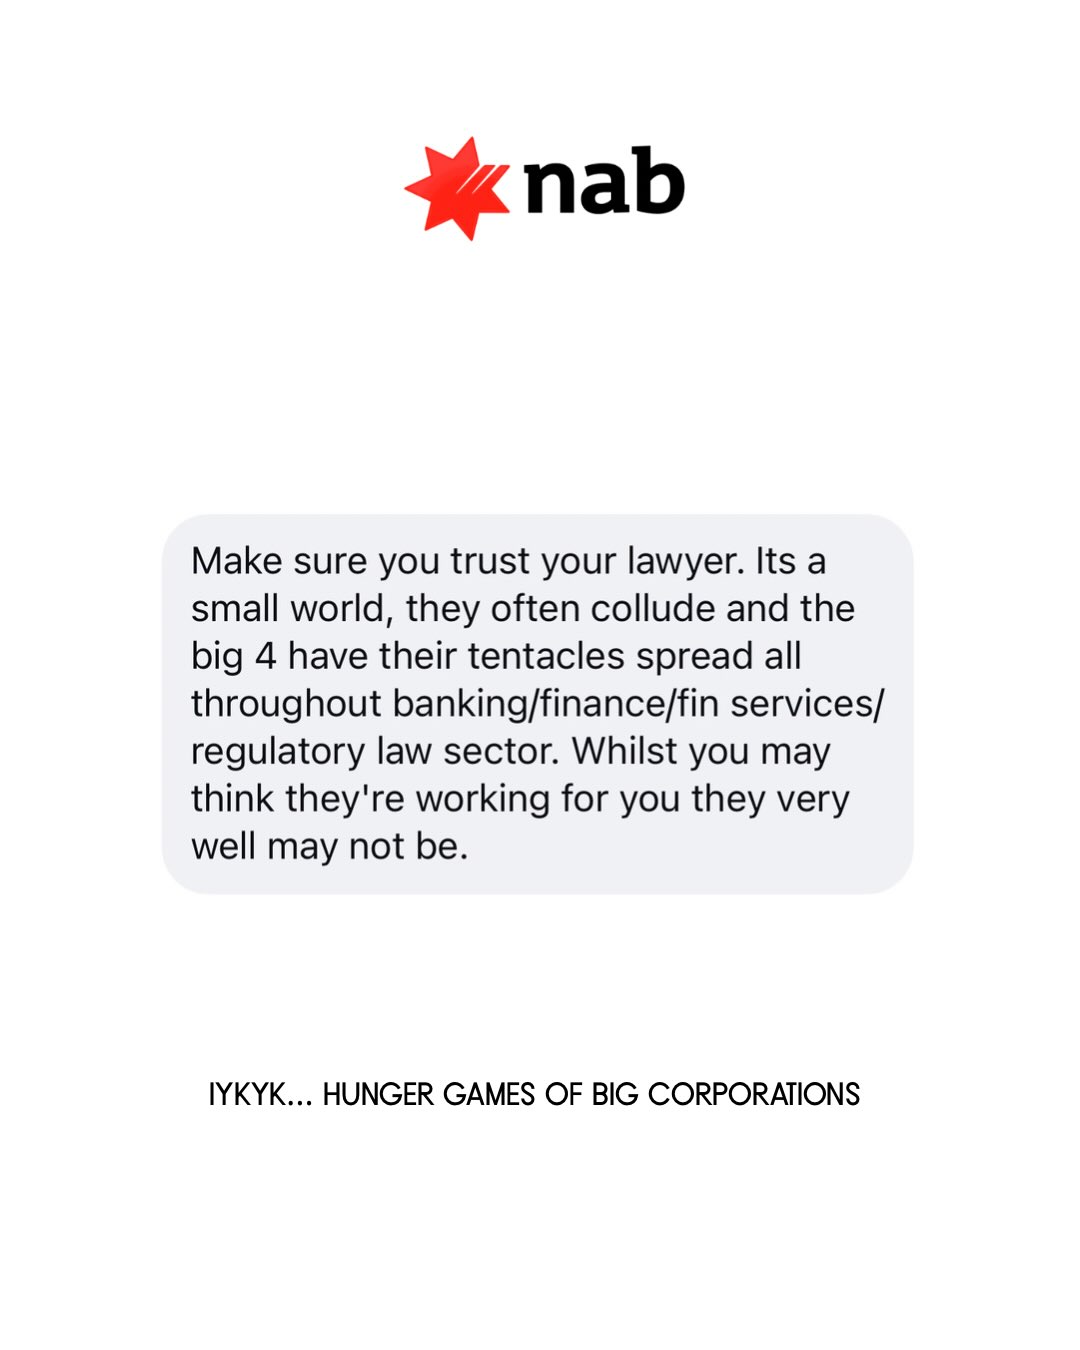 nab
Make sure you trust your lawyer. Its a
small world, they often collude and the
big 4 have their tentacles spread all
throughout banking/finance/fin services/
regulatory law sector. Whilst you may
think they're working for you they very
well may not be.
IYKYK... HUNGER GAMES OF BIG CORPORATIONS